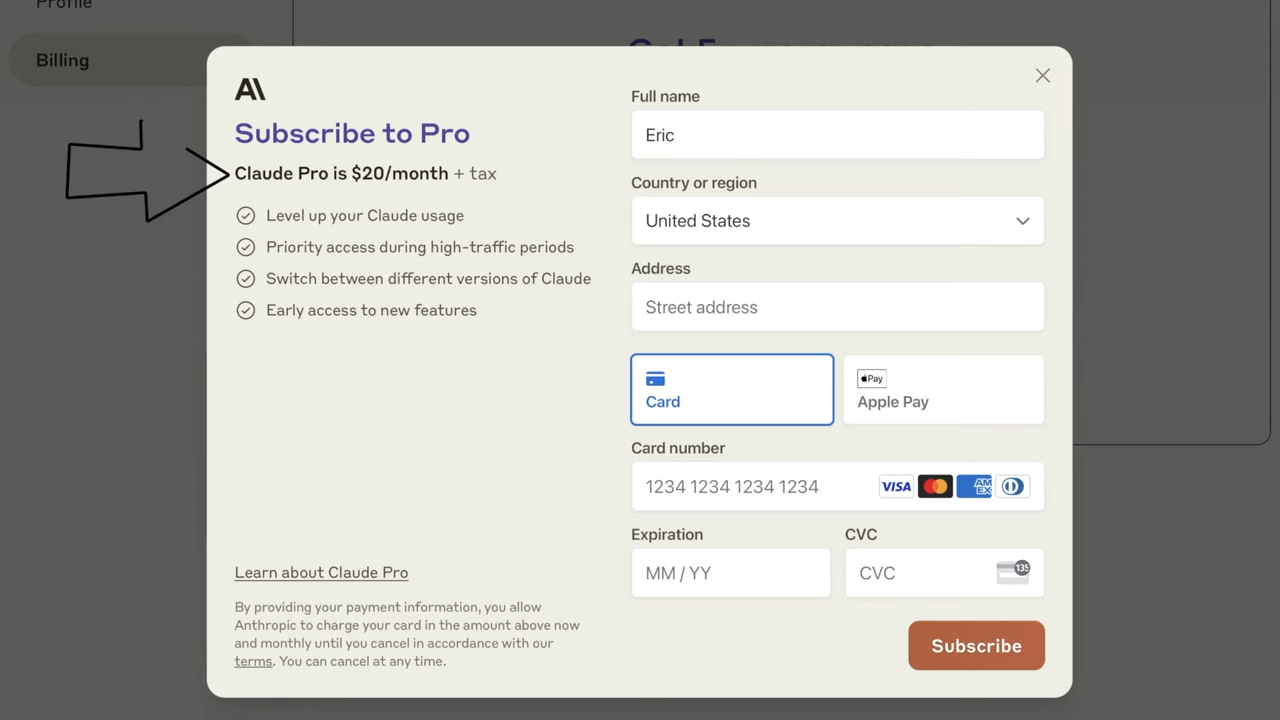 Profile
Billing
Subscribe to Pro
Claude Pro is $20/month + tax
Level up your Claude usage
Priority access during high-traffic periods
Switch between different versions of Claude
Early access to new features
Learn about Claude Pro
By providing your payment information, you allow
Anthropic to charge your card in the amount above now
and monthly until you cancel in accordance with our
terms. You can cancel at any time.
Full name
Eric
Country or region
United States
Address
Street address
Card
Pay
Apple Pay
Card number
1234 1234 1234 1234
VISA
AM
EX
Expiration
MM / YY
CVC
CVC
135
Subscribe